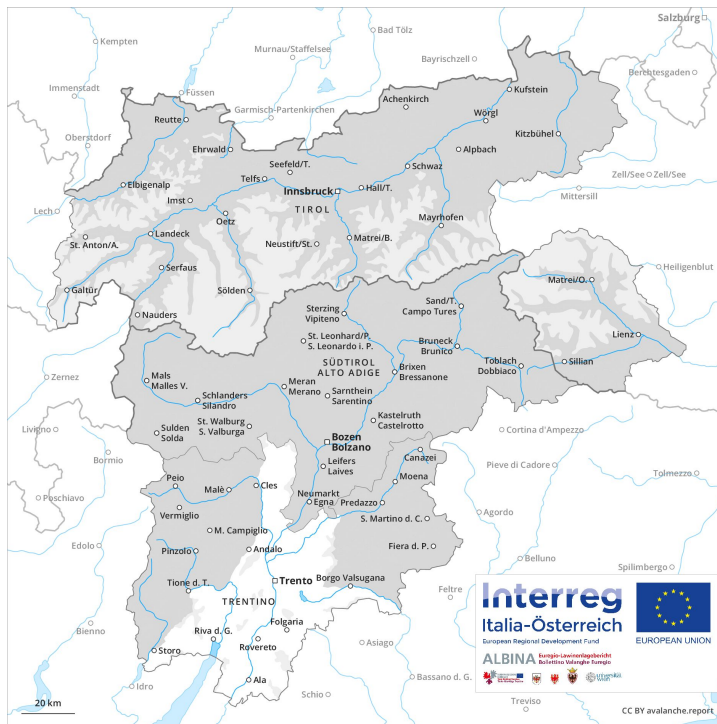 Salzburg
Kempten
Bad Tölz
Murnau/Staffelsee
Bayrischzell
Berchtesgaden
Immenstadt
Füssen
Kufstein
Achenkirch
Garmisch-Partenkirchen
Wörgl
Reutte
Kitzbühel
Oberstdorf
Ehrwald
Alpbach
Seefeld/T.
Schwaz
Telfs
Zell/See
Zell/See
Elbigenalp
Innsbruck
Hall/T.
Mittersill
Imst
TIROL
Lech
Oetz
Mayrhofen
St. Anton/A.
Landeck
Neustift/St.
Matrei/B.
Serfaus
Heiligenblut
Matrei/O.
Galtür
Sölden
Sand/T.
Campo Tures
Nauders
Sterzing
Vipiteno
Lienz
St. Leonhard/P.
S. Leonardo i. P.
Bruneck
Brunico
Toblach
Dobbiaco
Sillian
SÜDTIROL
ALTO ADIGE
Brixen
Bressanone
Zernez
Mals
Malles V.
Meran
Merano
Sarnthein
Sarentino
Schlanders
Silandro
Kastelruth
Castelrotto
St. Walburg
S. Valburga
Livigno
Sulden
Solda
Cortina d'Ampezzo
Bozen
Bolzano
Bormio
Canazei
Pieve di Cadore
Leifers
Laives
Tolmezzo
Peio
Moena
Malè
Cles
Poschiavo
Neumarkt
Egna
Predazzo
Vermiglio
Agordo
S. Martino d. C.
M. Campiglio
Edolo
Fiera d. P.
Pinzolo
Andalo
Belluno
Spilimbergo
Tione d. T.
Trento
Borgo Valsugana
Feltre
TRENTINO
Folgaria
Bienno
Riva d. G.
Rovereto
Asiago
Storo
Ala
Bassano d. G.
Idro
Schio
Treviso
Interreg
Italia-Österreich
European Regional Development Fund
EUROPEAN UNION
ALBINA
Euregio-Lawinenlagebericht
Bollettino Valanghe Euregio
universität
wien
20 km
CC BY avalanche.report